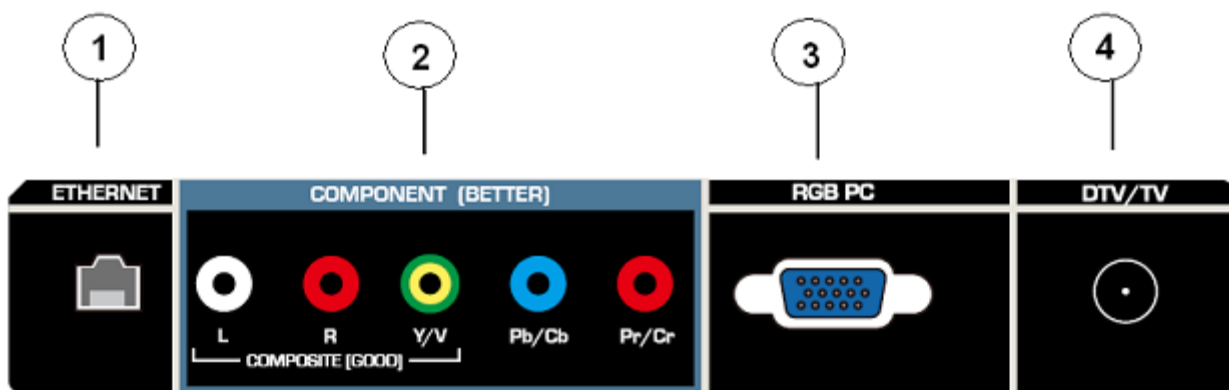 1 2 3 4
ETHERNET COMPONENT (BETTER) RGB PC DTV/TV
L R Y/V Pb/Cb Pr/Cr
COMPOSITE (GOOD)